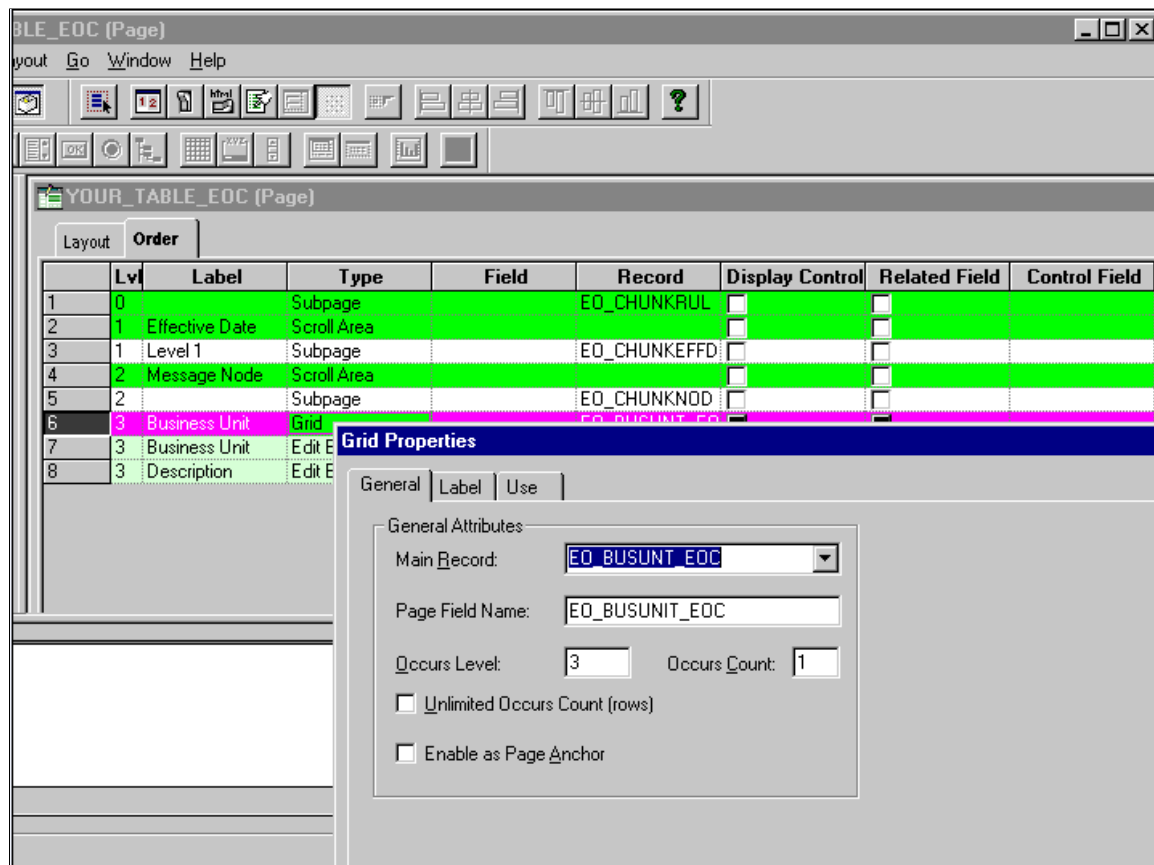 BLE_EOC (Page)
yout Go Window Help
YOUR_TABLE_EOC (Page)
Layout Order
Lvl Label Type Field Record Display Control Related Field Control Field
1 0 Subpage EO_CHUNKRUL
2 1 Effective Date Scroll Area
3 1 Level 1 Subpage EO_CHUNKEFFD
4 2 Message Node Scroll Area
5 2 Subpage EO_CHUNKNOD
6 3 Business Unit Grid EO_BUSUNT_EO
7 3 Business Unit Edit E
8 3 Description Edit E
Grid Properties
General Label Use
General Attributes
Main Record: EO_BUSUNT_EOC
Page Field Name: EO_BUSUNIT_EOC
Occurs Level: 3 Occurs Count: 1
Unlimited Occurs Count (rows)
Enable as Page Anchor